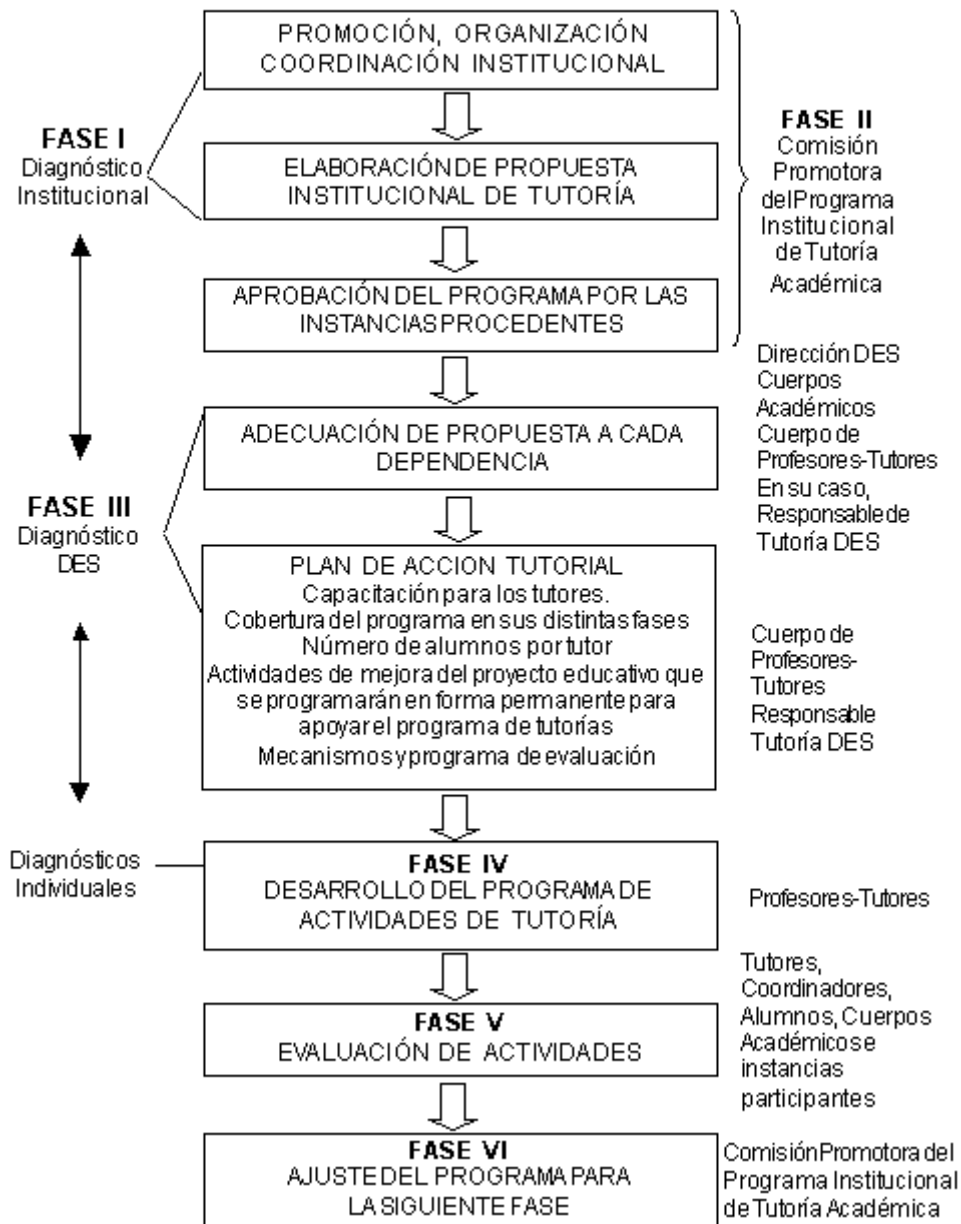 PROMOCIÓN, ORGANIZACIÓN
COORDINACIÓN INSTITUCIONAL
FASE I
Diagnóstico
Institucional
FASE II
Comisión
Promotora
del Programa
Institucional
de Tutoría
Académica
ELABORACIÓN DE PROPUESTA
INSTITUCIONAL DE TUTORÍA
APROBACIÓN DEL PROGRAMA POR LAS
INSTANCIAS PROCEDENTES
Dirección DES
Cuerpos
Académicos
Cuerpo de
Profesores-Tutores
En su caso,
Responsable de
Tutoría DES
ADECUACIÓN DE PROPUESTA A CADA
DEPENDENCIA
FASE III
Diagnóstico
DES
PLAN DE ACCION TUTORIAL
Capacitación para los tutores.
Cobertura del programa en sus distintas fases
Número de alumnos por tutor
Actividades de mejora del proyecto educativo que
se programarán en forma permanente para
apoyar el programa de tutorías
Mecanismos y programa de evaluación
Cuerpo de
Profesores-
Tutores
Responsable
Tutoría DES
Diagnósticos
Individuales
FASE IV
DESARROLLO DEL PROGRAMA DE
ACTIVIDADES DE TUTORÍA
Profesores-Tutores
FASE V
EVALUACIÓN DE ACTIVIDADES
Tutores,
Coordinadores,
Alumnos, Cuerpos
Académicos e
instancias
participantes
FASE VI
AJUSTE DEL PROGRAMA PARA
LA SIGUIENTE FASE
Comisión Promotora del
Programa Institucional
de Tutoría Académica